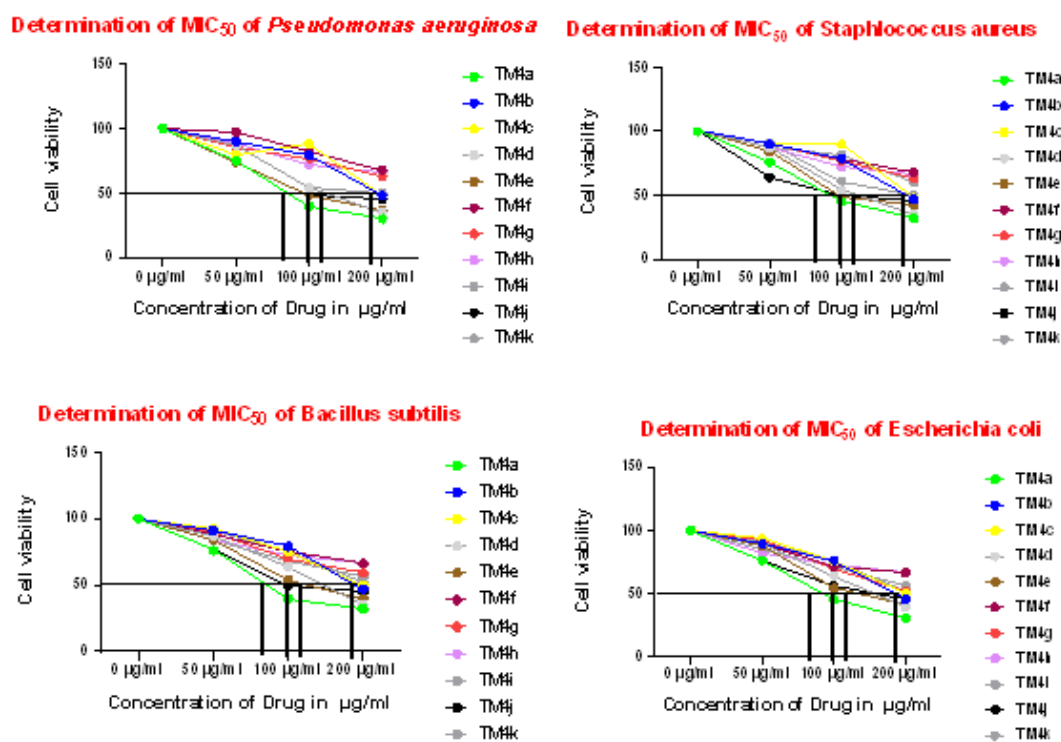 Determination of MIC50 of Pseudomonas aeruginosa
150
100
50
0
Cell viability
0 µg/ml 50 µg/ml 100 µg/ml 200 µg/ml
Concentration of Drug in µg/ml
TM4a
TM4b
TM4c
TM4d
TM4e
TM4f
TM4g
TM4h
TM4i
TM4j
TM4k
Determination of MIC50 of Staphlococcus aureus
150
100
50
0
Cell viability
0 µg/ml 50 µg/ml 100 µg/ml 200 µg/ml
Concentration of Drug in µg/ml
TM4a
TM4b
TM4c
TM4d
TM4e
TM4f
TM4g
TM4h
TM4i
TM4j
TM4k
Determination of MIC50 of Bacillus subtilis
150
100
50
0
Cell viability
0 µg/ml 50 µg/ml 100 µg/ml 200 µg/ml
Concentration of Drug in µg/ml
TM4a
TM4b
TM4c
TM4d
TM4e
TM4f
TM4g
TM4h
TM4i
TM4j
TM4k
Determination of MIC50 of Escherichia coli
150
100
50
0
Cell viability
0 µg/ml 50 µg/ml 100 µg/ml 200 µg/ml
Concentration of Drug in µg/ml
TM4a
TM4b
TM4c
TM4d
TM4e
TM4f
TM4g
TM4h
TM4i
TM4j
TM4k